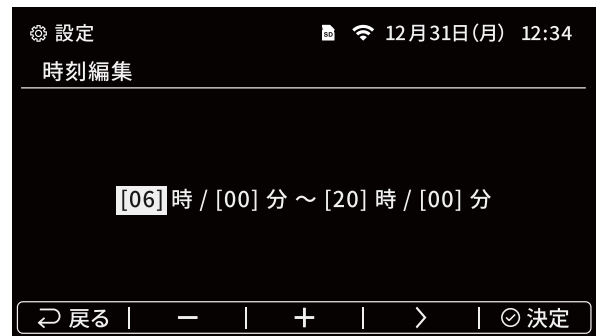 設定 SD 12月31日(月) 12:34
時刻編集
[06] 時 / [00] 分 ～ [20] 時 / [00] 分
戻る | － | ＋ | 〉 | 決定